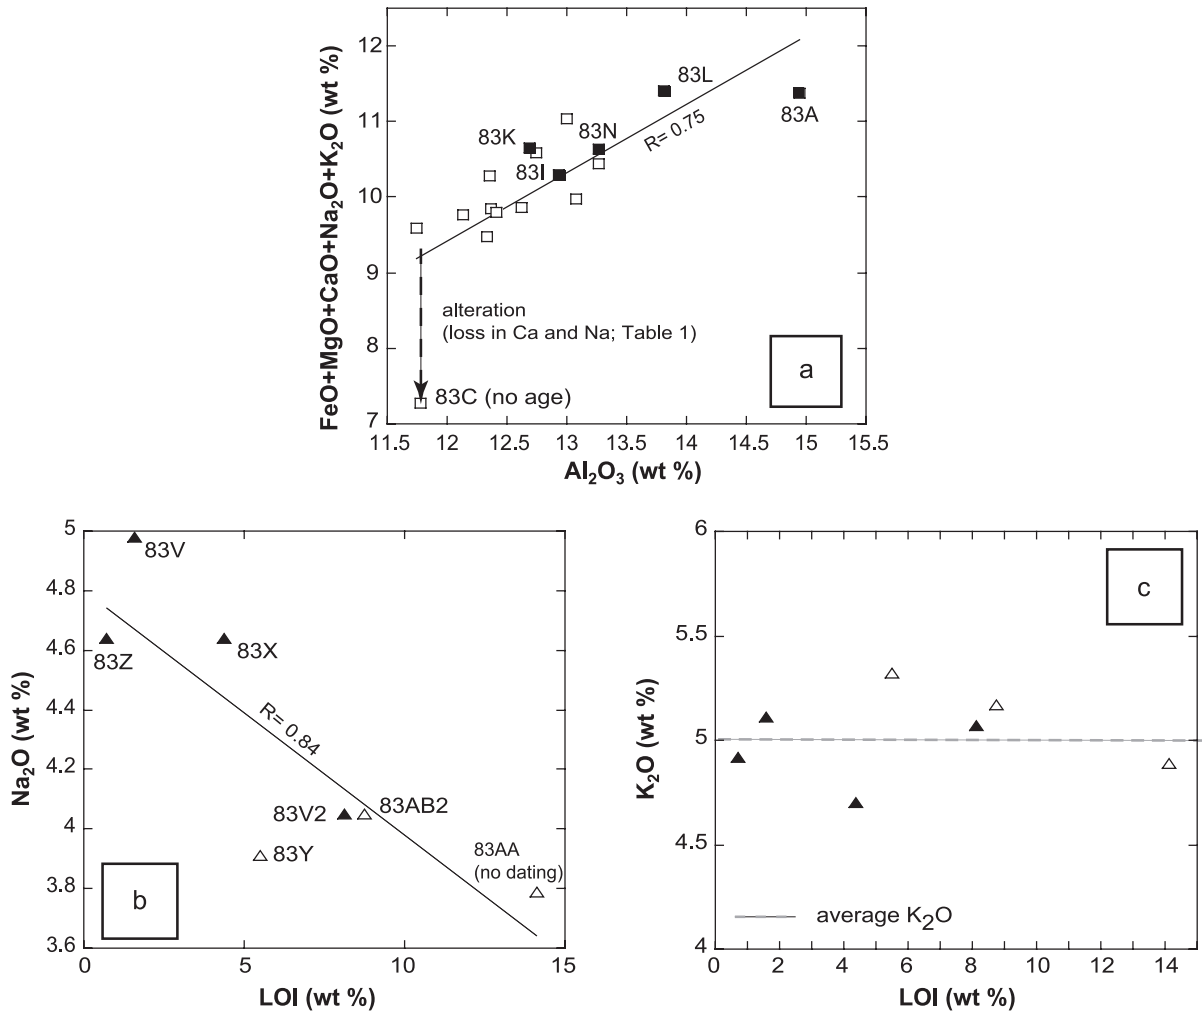 FeO+MgO+CaO+Na₂O+K₂O (wt %)
12
11
10
9
8
7
83L
83A
83K
83N
R= 0.75
83I
alteration
(loss in Ca and Na; Table 1)
83C (no age)
a
11.5 12 12.5 13 13.5 14 14.5 15 15.5
Al₂O₃ (wt %)
Na₂O (wt %)
5
4.8
4.6
4.4
4.2
4
3.8
3.6
83V
83Z
83X
R= 0.84
83V2
83AB2
83Y
83AA
(no dating)
b
0 5 10 15
LOI (wt %)
K₂O (wt %)
6
5.5
5
4.5
4
c
average K₂O
0 2 4 6 8 10 12 14
LOI (wt %)